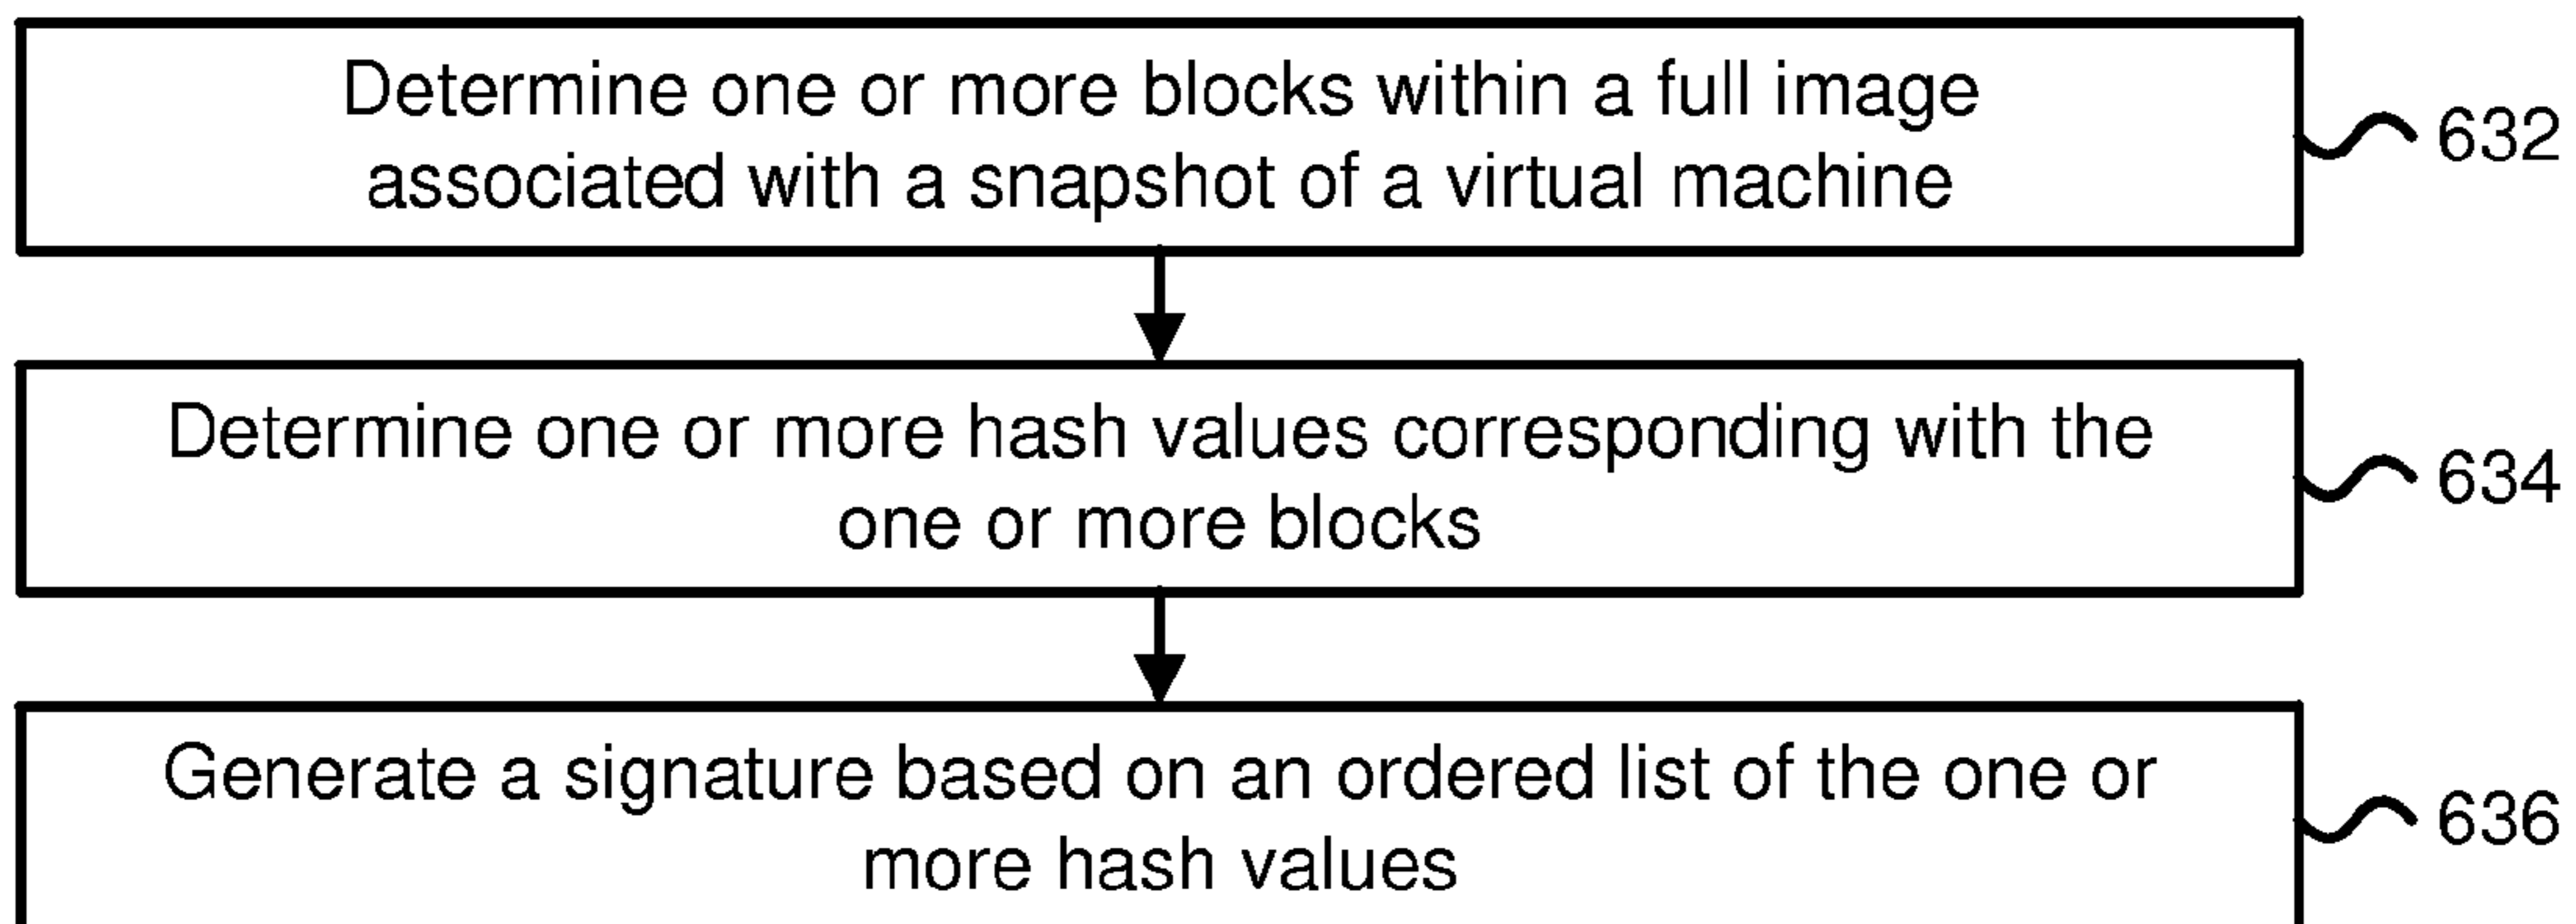 Determine one or more blocks within a full image
associated with a snapshot of a virtual machine
632
Determine one or more hash values corresponding with the
one or more blocks
634
Generate a signature based on an ordered list of the one or
more hash values
636